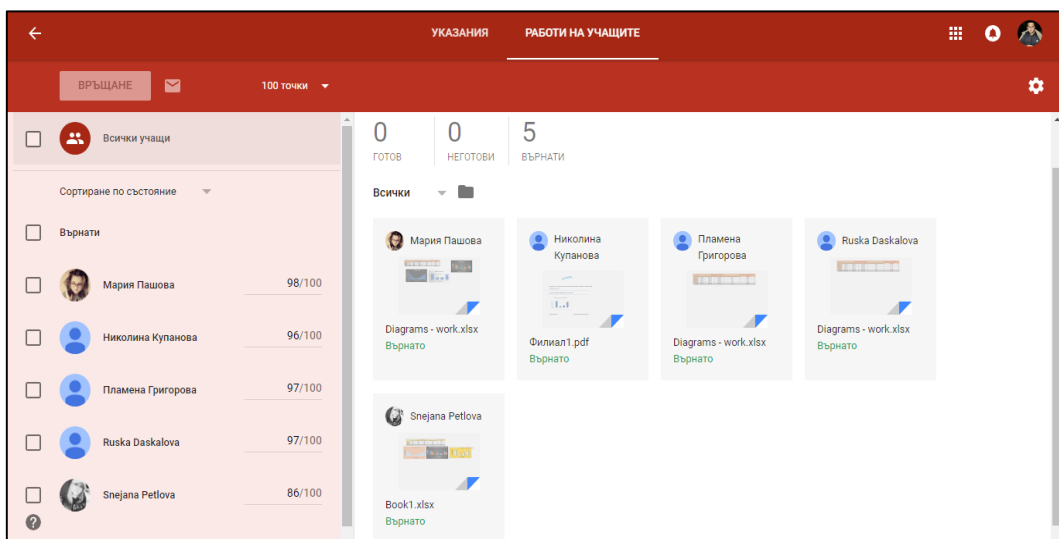 УКАЗАНИЯ
РАБОТИ НА УЧАЩИТЕ
ВРЪЩАНЕ
100 точки
Всички учащи
Сортиране по състояние
Върнати
Мария Пашова
98/100
Николина Купанова
96/100
Пламена Григорова
97/100
Ruska Daskalova
97/100
Snejana Petlova
86/100
0
0
5
ГОТОВ
НЕГОТОВИ
ВЪРНАТИ
Всички
Мария Пашова
Diagrams - work.xlsx
Върнато
Николина
Купанова
Филиал1.pdf
Върнато
Пламена
Григорова
Diagrams - work.xlsx
Върнато
Ruska Daskalova
Diagrams - work.xlsx
Върнато
Snejana Petlova
Book1.xlsx
Върнато